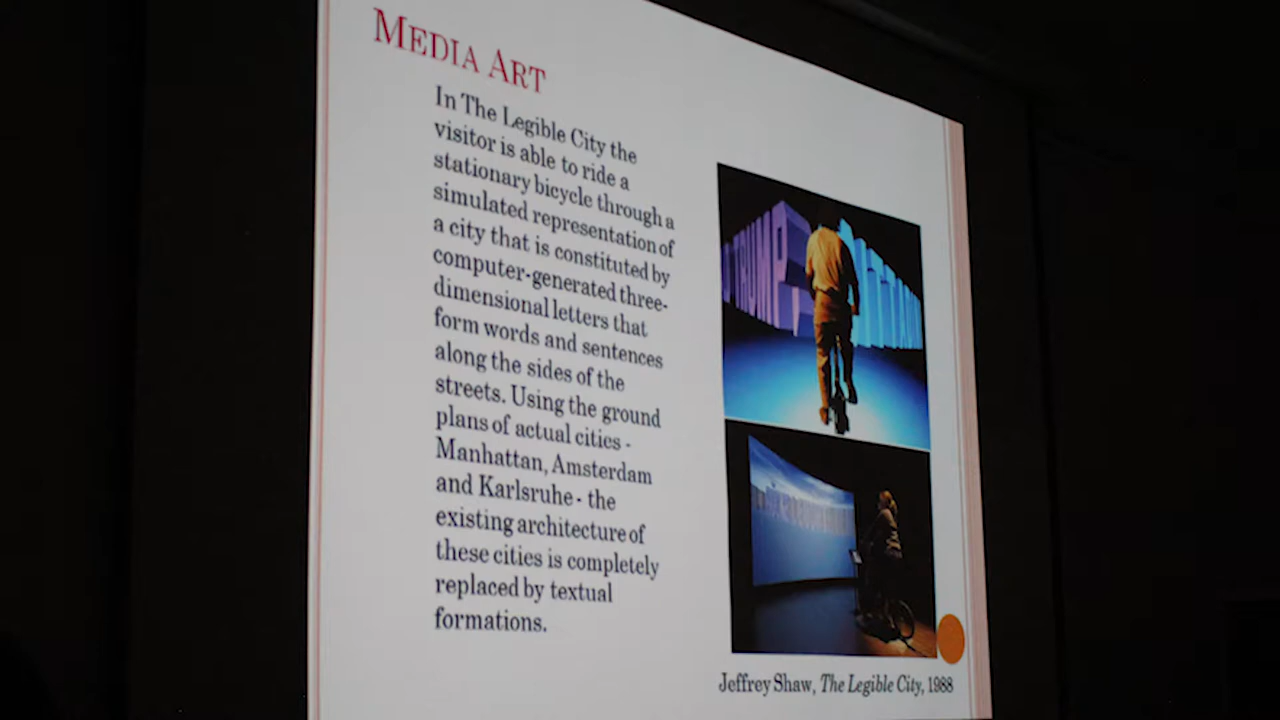 MEDIA ART
In The Legible City the
visitor is able to ride a
stationary bicycle through a
simulated representation of
a city that is constituted by
computer-generated three-
dimensional letters that
form words and sentences
along the sides of the
streets. Using the ground
plans of actual cities -
Manhattan, Amsterdam
and Karlsruhe - the
existing architecture of
these cities is completely
replaced by textual
formations.
Jeffrey Shaw, The Legible City, 1988